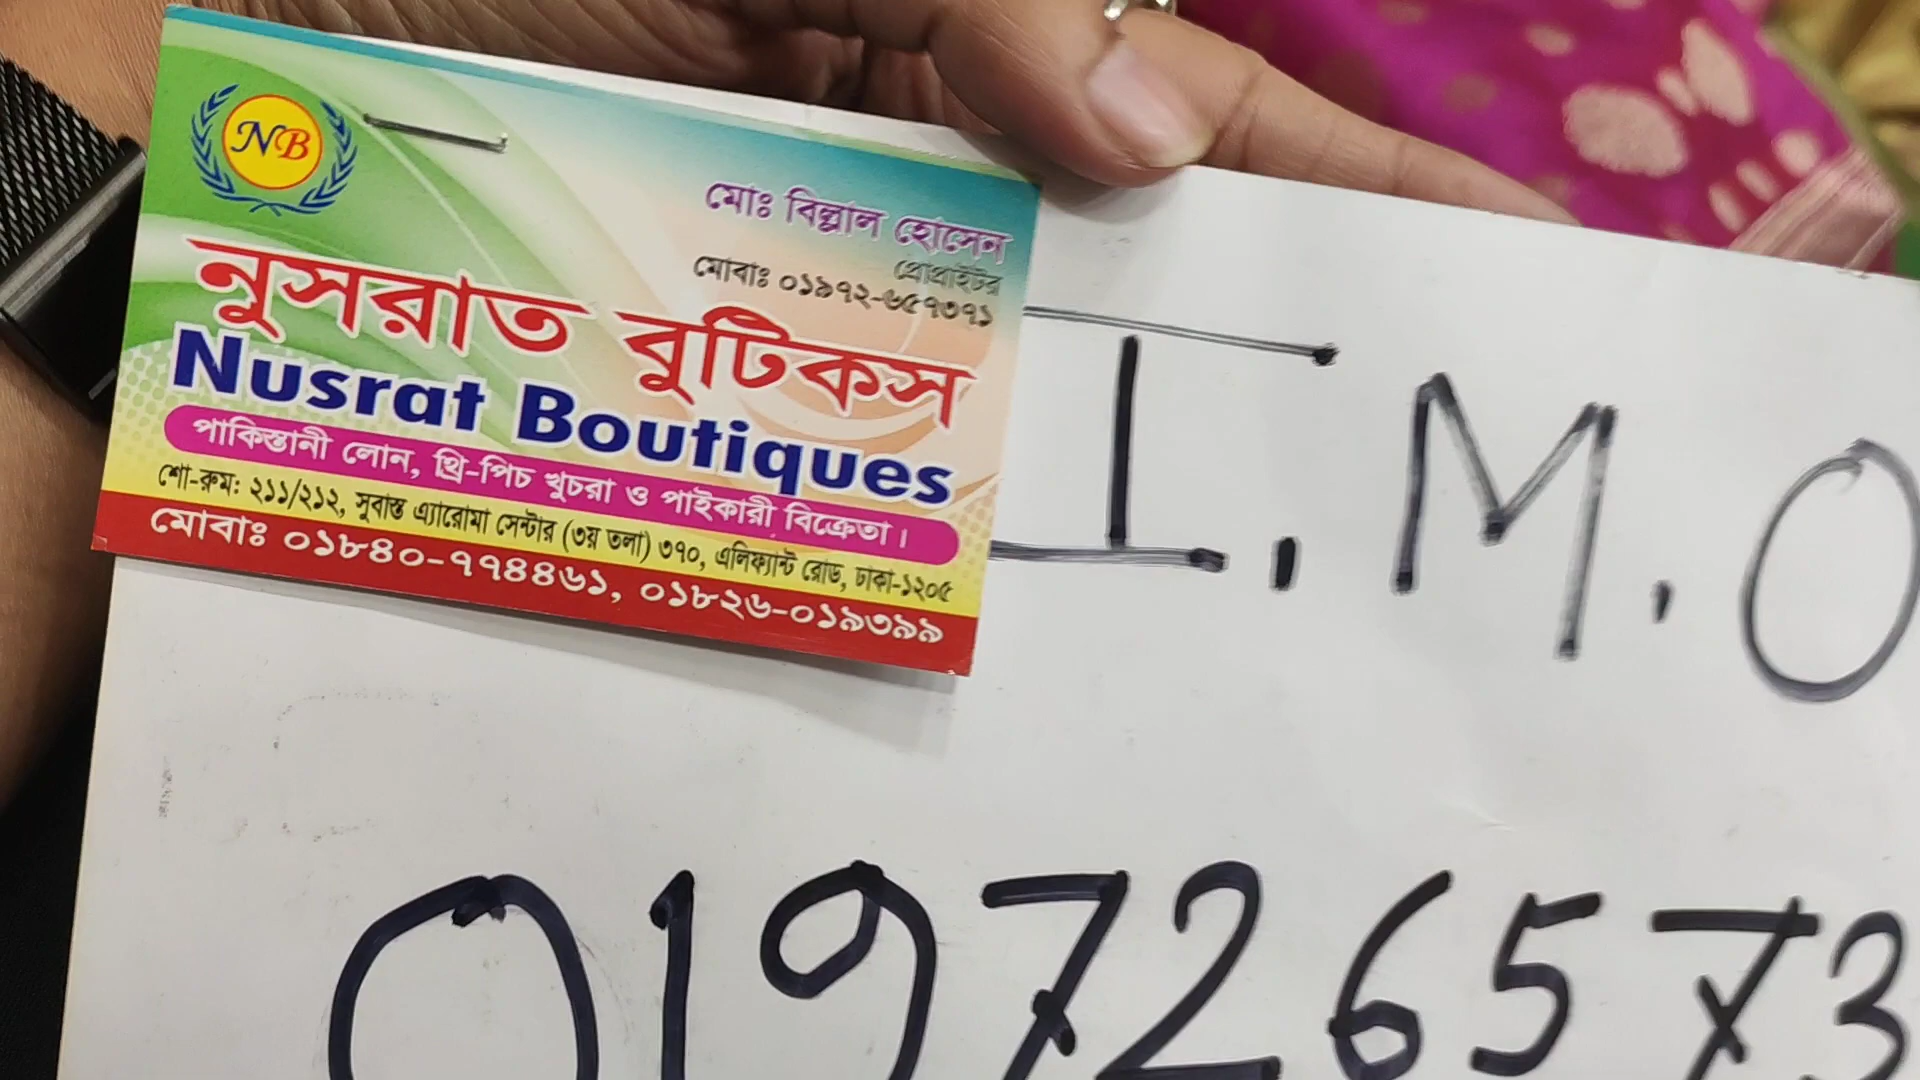 NB
মোঃ বিল্লাল হোসেন
প্রোপ্রাইটর
মোবাঃ ০১৯৭২-৬৫৭৩৭১
নুসরাত বুটিকস
Nusrat Boutiques
পাকিস্তানী লোন, থ্রি-পিচ খুচরা ও পাইকারী বিক্রেতা।
শো-রুম: ২১১/২১২, সুবাস্ত এ্যারোমা সেন্টার (৩য় তলা) ৩৭০, এলিফ্যান্ট রোড, ঢাকা-১২০৫
মোবাঃ ০১৮৪০-৭৭৪৪৬১, ০১৮২৬-০১৯৩৯৯
I.M.O
019726573